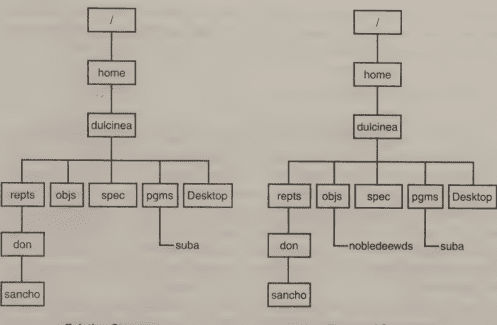 /
home
dulcinea
repts objs spec pgms Desktop
suba
don
sancho
/
home
dulcinea
repts objs spec pgms Desktop
nobledeewds suba
don
sancho